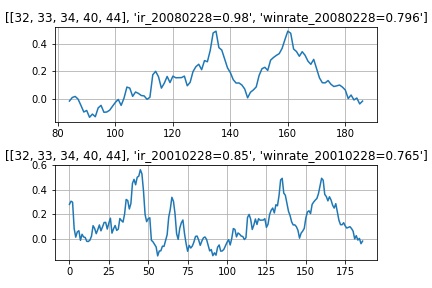 [[32, 33, 34, 40, 44], 'ir_20080228=0.98', 'winrate_20080228=0.796']
0.4
0.2
0.0
80 100 120 140 160 180
[[32, 33, 34, 40, 44], 'ir_20010228=0.85', 'winrate_20010228=0.765']
0.6
0.4
0.2
0.0
0 25 50 75 100 125 150 175